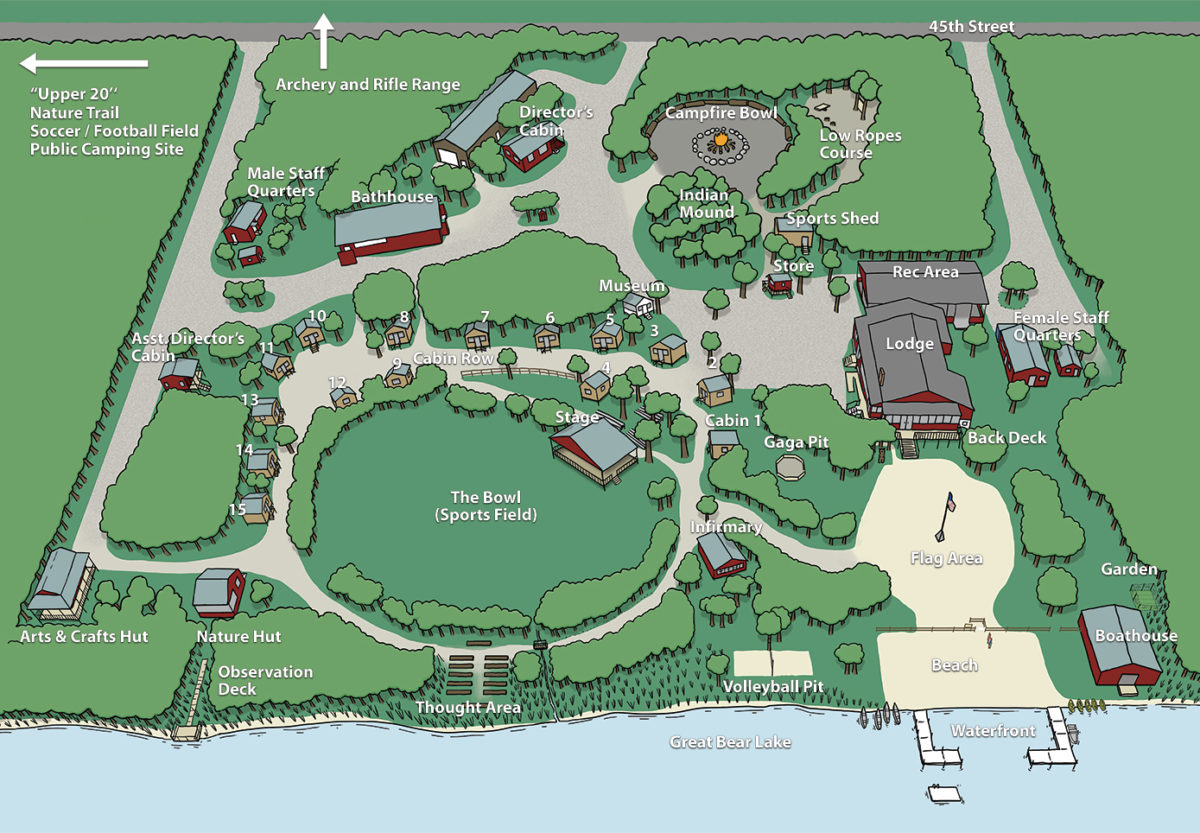 45th Street
Archery and Rifle Range
“Upper 20”
Nature Trail
Soccer / Football Field
Public Camping Site
Director's
Cabin
Campfire Bowl
Low Ropes
Course
Male Staff
Quarters
Bathhouse
Indian
Mound
Sports Shed
Store
Rec Area
Museum
10
8
7
6
5
3
Female Staff
Quarters
Asst. Director's
Cabin
11
Cabin Row
9
4
2
Lodge
12
13
Stage
Cabin 1
Gaga Pit
Back Deck
14
15
The Bowl
(Sports Field)
Infirmary
Flag Area
Garden
Arts & Crafts Hut
Nature Hut
Boathouse
Observation
Deck
Beach
Thought Area
Volleyball Pit
Great Bear Lake
Waterfront